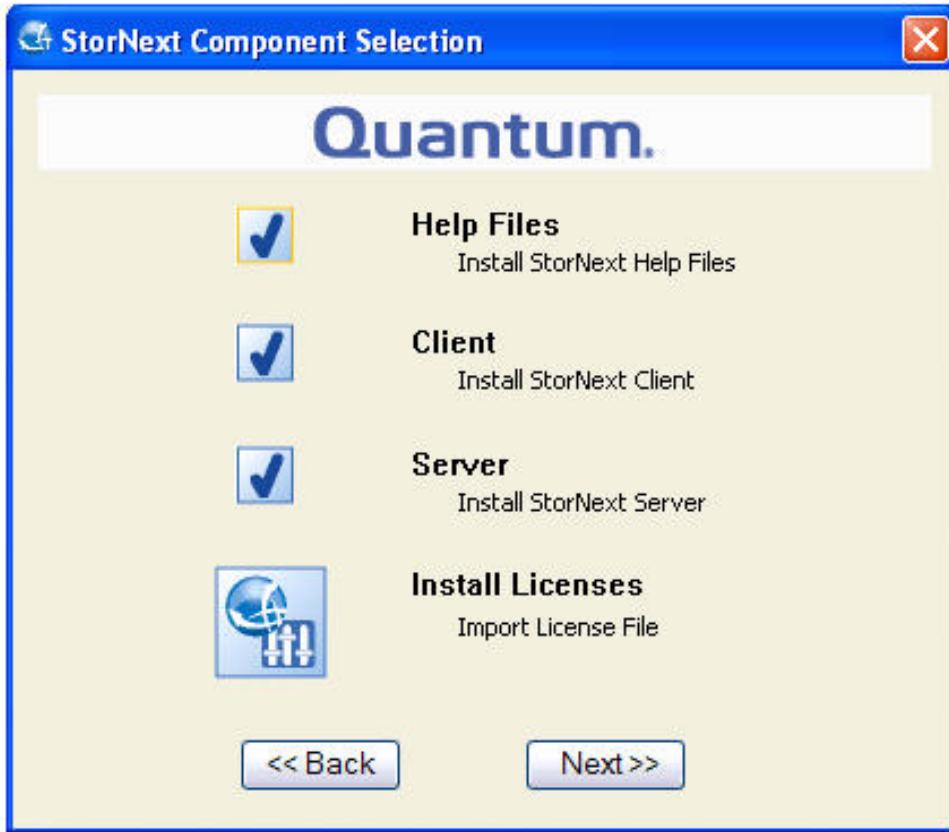 StorNext Component Selection
Quantum.
Help Files
Install StorNext Help Files
Client
Install StorNext Client
Server
Install StorNext Server
Install Licenses
Import License File
<< Back
Next >>